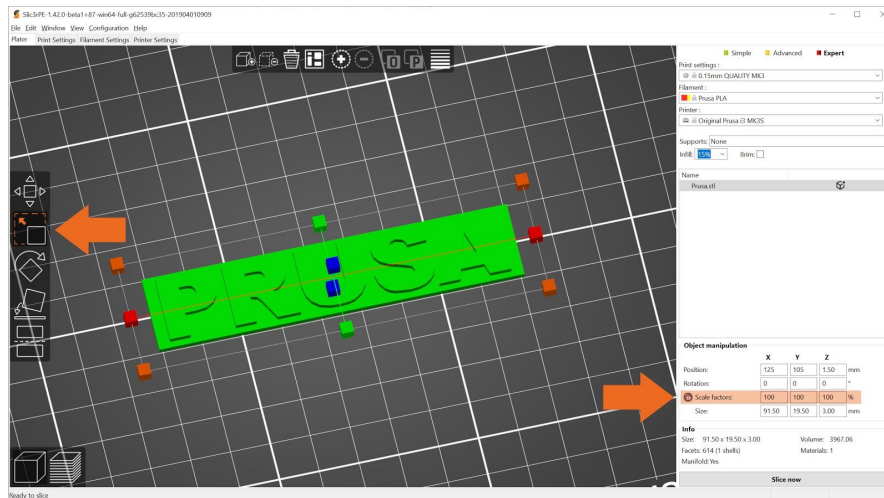 Slic3rPE-1.42.0-beta1+87-win64-full-g62539bc35-201904010909
File Edit Window View Configuration Help
Plater Print Settings Filament Settings Printer Settings
Simple Advanced Expert
Print settings :
0.15mm QUALITY MK3
Filament :
Prusa PLA
Printer :
Original Prusa i3 MK3S
Supports: None
Infill: 15% Brim:
Name
Prusa.stl
PRUSA
Object manipulation
X Y Z
Position: 125 105 1.50 mm
Rotation: 0 0 0 °
Scale factors: 100 100 100 %
Size: 91.50 19.50 3.00 mm
Info
Size: 91.50 x 19.50 x 3.00 Volume: 3967.06
Facets: 614 (1 shells) Materials: 1
Manifold: Yes
Slice now
Ready to slice